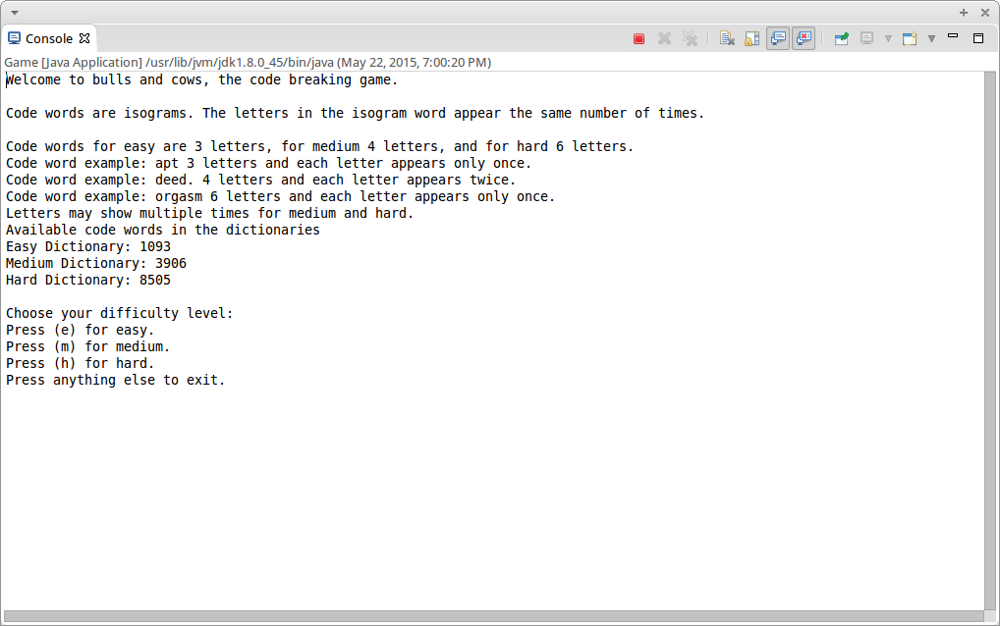 Console
Game [Java Application] /usr/lib/jvm/jdk1.8.0_45/bin/java (May 22, 2015, 7:00:20 PM)
Welcome to bulls and cows, the code breaking game.
Code words are isograms. The letters in the isogram word appear the same number of times.
Code words for easy are 3 letters, for medium 4 letters, and for hard 6 letters.
Code word example: apt 3 letters and each letter appears only once.
Code word example: deed. 4 letters and each letter appears twice.
Code word example: orgasm 6 letters and each letter appears only once.
Letters may show multiple times for medium and hard.
Available code words in the dictionaries
Easy Dictionary: 1093
Medium Dictionary: 3906
Hard Dictionary: 8505
Choose your difficulty level:
Press (e) for easy.
Press (m) for medium.
Press (h) for hard.
Press anything else to exit.